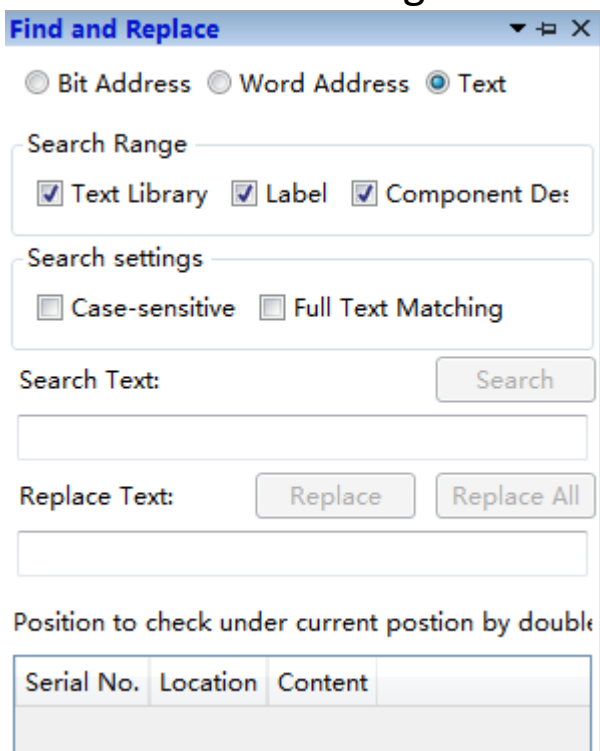 Find and Replace
Bit Address Word Address Text
Search Range
Text Library Label Component Des
Search settings
Case-sensitive Full Text Matching
Search Text: Search
Replace Text: Replace Replace All
Position to check under current postion by double
Serial No. Location Content